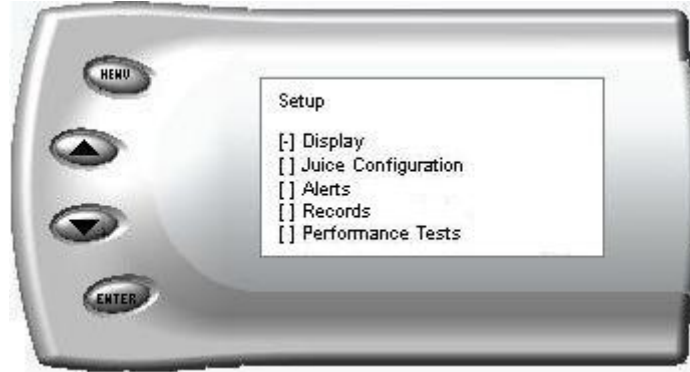 MENU
Setup
[-] Display
[ ] Juice Configuration
[ ] Alerts
[ ] Records
[ ] Performance Tests
ENTER